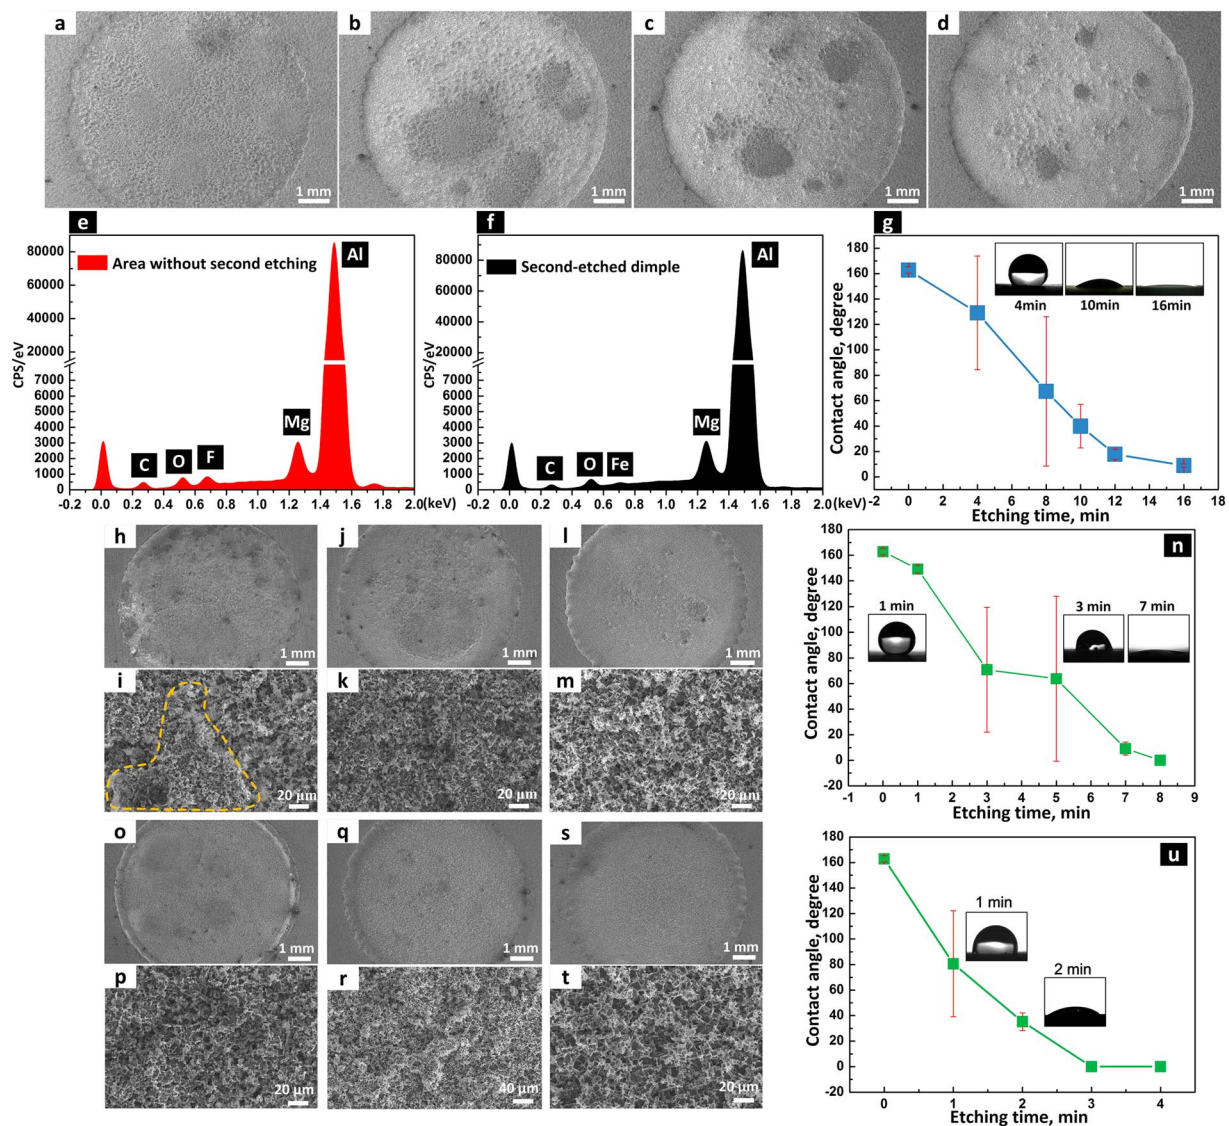 a
b
c
d
1 mm
1 mm
1 mm
1 mm
e
Area without second etching
Al
Mg
C
O
F
CPS/eV
80000
60000
40000
20000
7000
6000
5000
4000
3000
2000
1000
0
0.0 0.2 0.4 0.6 0.8 1.0 1.2 1.4 1.6 1.8 2.0 (keV)
f
Second-etched dimple
Al
Mg
C
O
Fe
CPS/eV
80000
60000
40000
20000
7000
6000
5000
4000
3000
2000
1000
0
0.0 0.2 0.4 0.6 0.8 1.0 1.2 1.4 1.6 1.8 2.0 (keV)
g
Contact angle, degree
180
160
140
120
100
80
60
40
20
0
-20
4min
10min
16min
-2 0 2 4 6 8 10 12 14 16 18
Etching time, min
h
j
l
1 mm
1 mm
1 mm
i
k
m
20 μm
20 μm
20 μm
n
Contact angle, degree
180
160
140
120
100
80
60
40
20
0
-20
1 min
3 min
7 min
-1 0 1 2 3 4 5 6 7 8 9
Etching time, min
o
q
s
1 mm
1 mm
1 mm
p
r
t
20 μm
40 μm
20 μm
u
Contact angle, degree
180
160
140
120
100
80
60
40
20
0
-20
1 min
2 min
0 1 2 3 4
Etching time, min